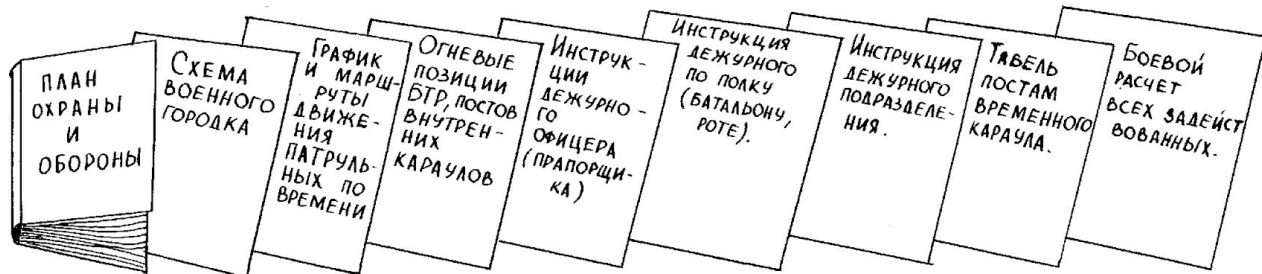 ПЛАН
ОХРАНЫ
И
ОБОРОНЫ
СХЕМА
ВОЕННОГО
ГОРОДКА
ГРАФИК
И МАРШ-
РУТЫ
ДВИЖЕ-
НИЯ
ПАТРУЛЬ-
НЫХ ПО
ВРЕМЕНИ
ОГНЕВЫЕ
ПОЗИЦИИ
БТР, ПОСТОВ
ВНУТРЕН-
НИХ
КАРАУЛОВ
ИНСТРУК-
ЦИИ
ДЕЖУРНО-
ГО
ОФИЦЕРА
(ПРАПОРЩИ-
КА)
ИНСТРУКЦИЯ
ДЕЖУРНОГО
ПО ПОЛКУ
(БАТАЛЬОНУ,
РОТЕ).
ИНСТРУКЦИЯ
ДЕЖУРНОГО
ПОДРАЗДЕЛЕ-
НИЯ.
ТАБЕЛЬ
ПОСТАМ
ВРЕМЕННОГО
КАРАУЛА.
БОЕВОЙ
РАСЧЕТ
ВСЕХ ЗАДЕЙСТ
ВОВАННЫХ.